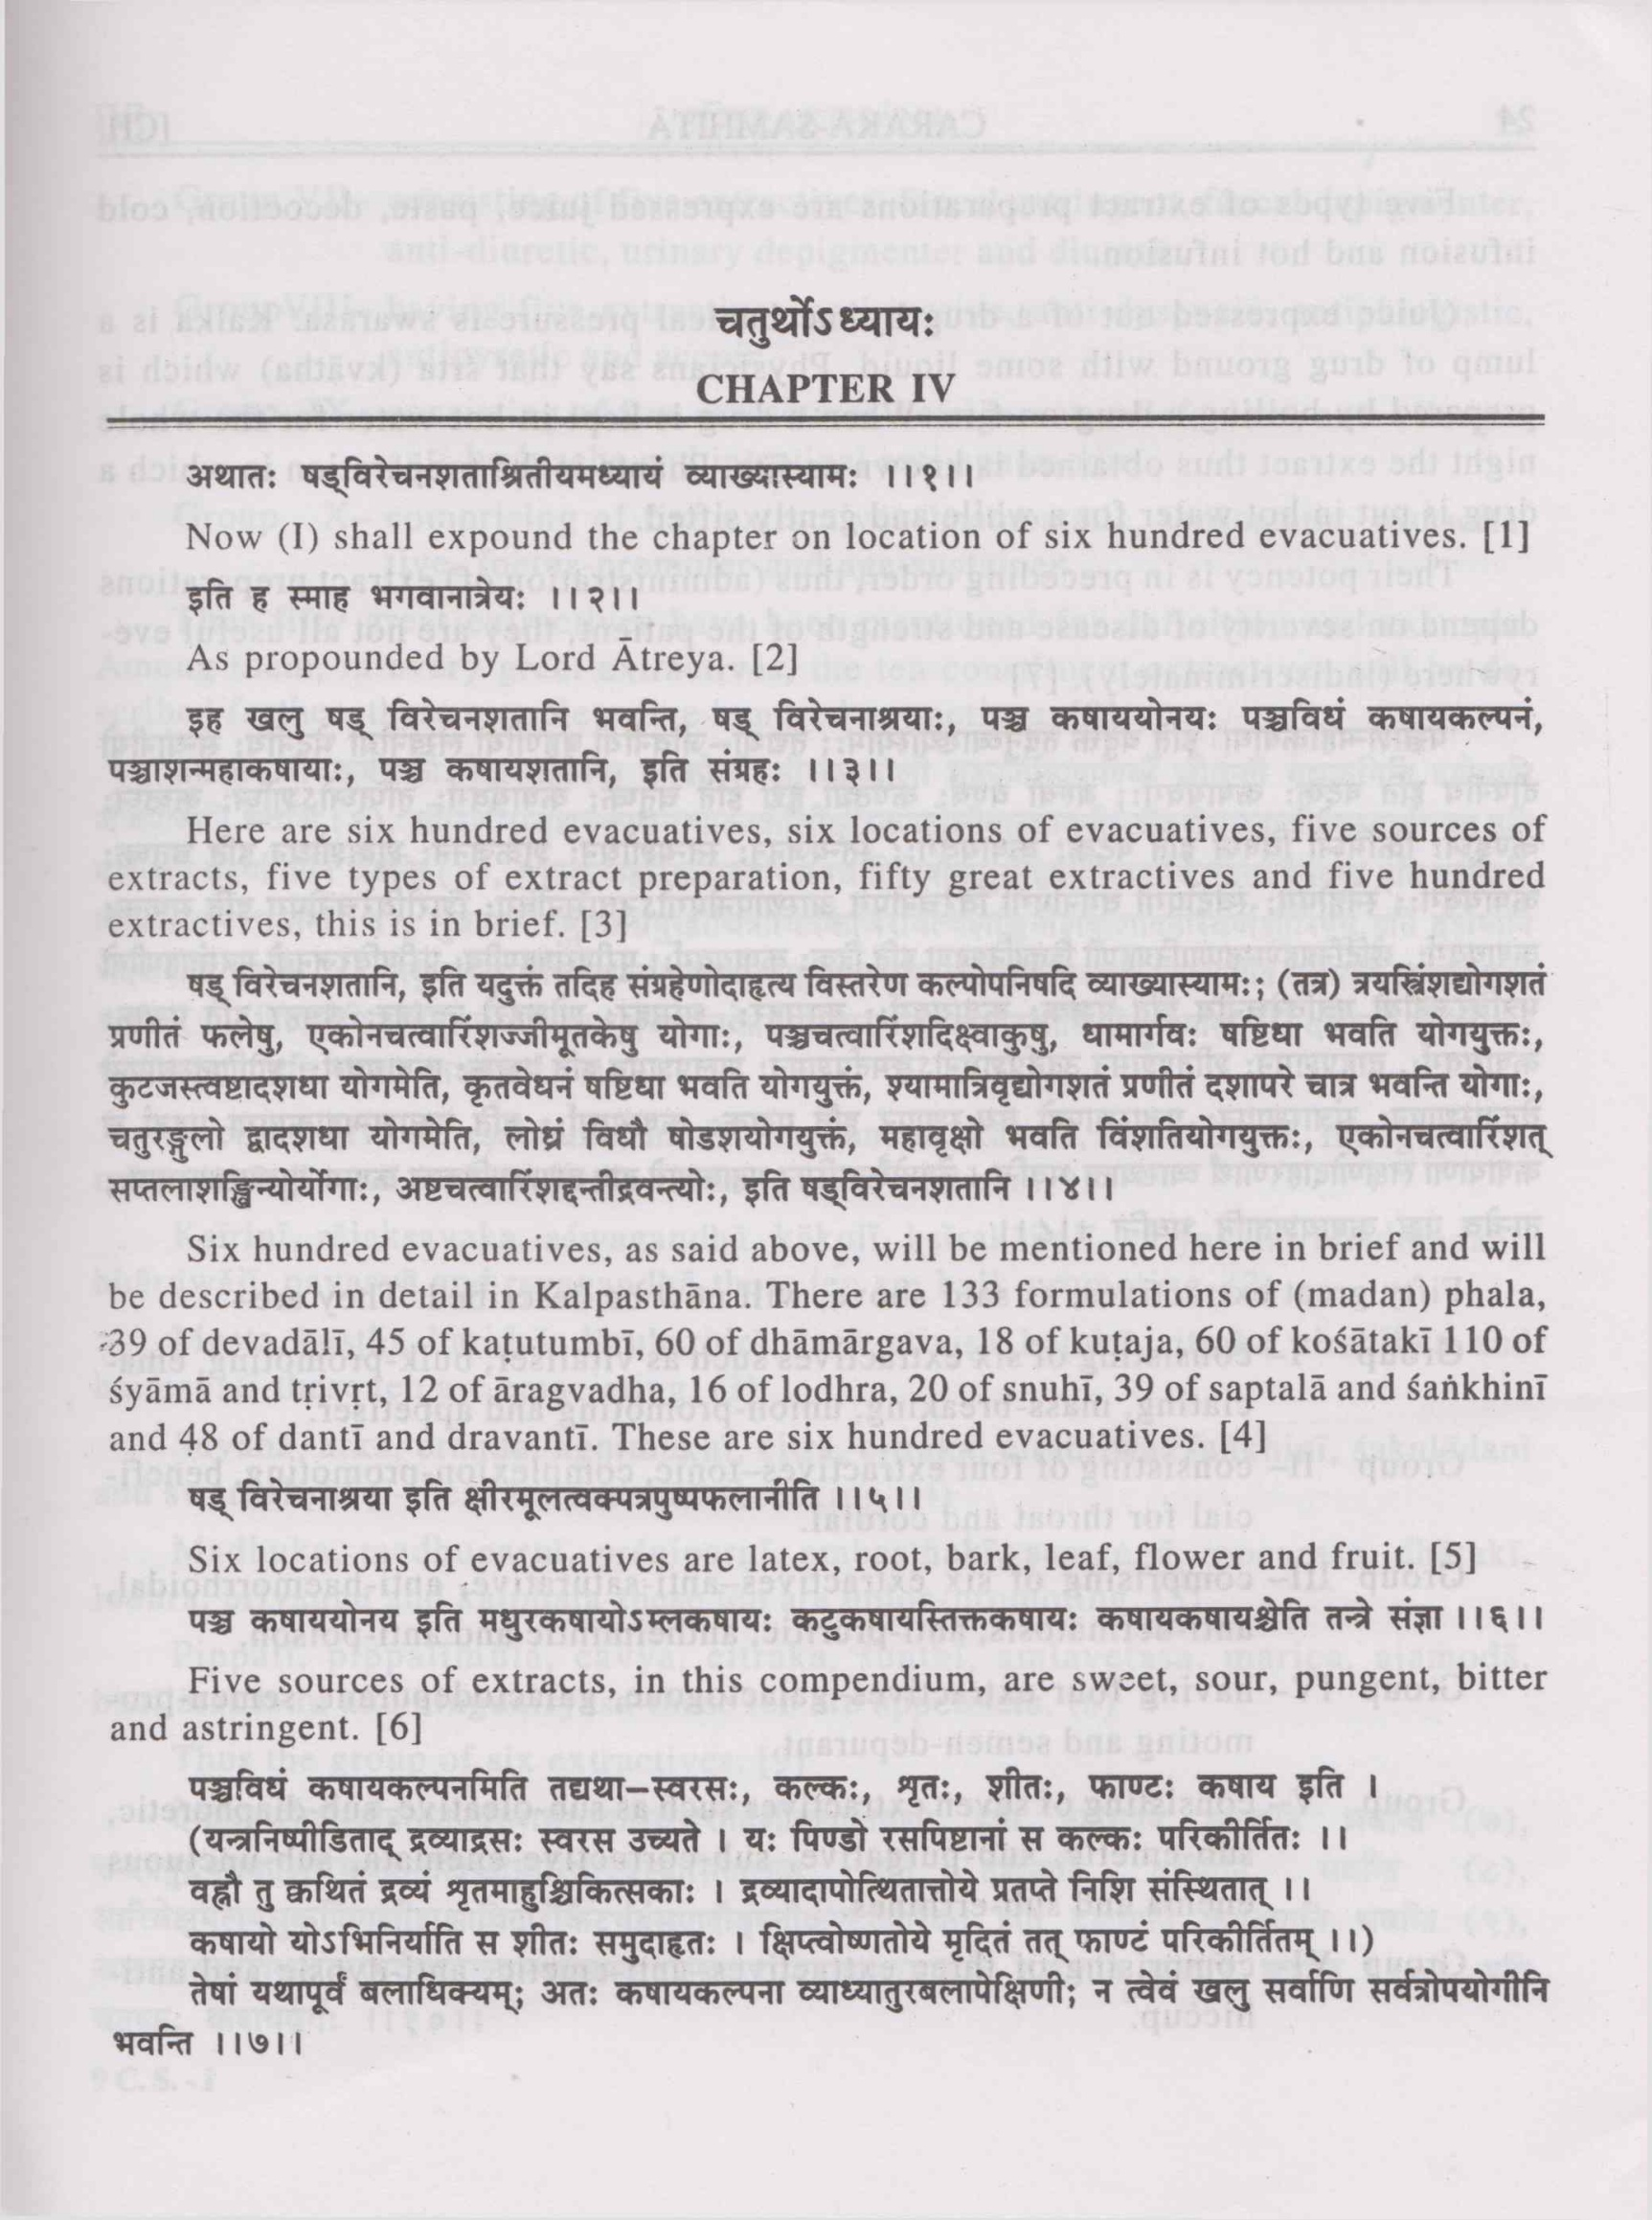 चतुर्थोऽध्यायः
CHAPTER IV
अथातः षड्विरेचनशताश्रितीयमध्यायं व्याख्यास्यामः ।।१।।
Now (I) shall expound the chapter on location of six hundred evacuatives. [1]
इति ह स्माह भगवानात्रेयः ।।२।।
As propounded by Lord Ātreya. [2]
इह खलु षड् विरेचनशतानि भवन्ति, षड् विरेचनाश्रयाः, पञ्च कषाययोनयः पञ्चविधं कषायकल्पनं,
पञ्चाशन्महाकषायाः, पञ्च कषायशतानि, इति संग्रहः ।।३।।
Here are six hundred evacuatives, six locations of evacuatives, five sources of
extracts, five types of extract preparation, fifty great extractives and five hundred
extractives, this is in brief. [3]
षड् विरेचनशतानि, इति यदुक्तं तदिह संग्रहेणोदाहृत्य विस्तरेण कल्पोपनिषदि व्याख्यास्यामः; (तत्र) त्रयस्त्रिंशद्योगशतं
प्रणीतं फलेषु, एकोनचत्वारिंशज्जीमूतकेषु योगाः, पञ्चचत्वारिंशदिक्ष्वाकुषु, धामार्गवः षष्टिधा भवति योगयुक्तः,
कुटजस्त्वष्टादशधा योगमेति, कृतवेधनं षष्टिधा भवति योगयुक्तं, श्यामात्रिवृद्योगशतं प्रणीतं दशापरे चात्र भवन्ति योगाः,
चतुरङ्गुलो द्वादशधा योगमेति, लोध्रं विधौ षोडशयोगयुक्तं, महावृक्षो भवति विंशतियोगयुक्तः, एकोनचत्वारिंशत्
सप्तलाशङ्खिन्योर्योगाः, अष्टचत्वारिंशद्दन्तीद्रवन्त्योः, इति षड्विरेचनशतानि ।।४।।
Six hundred evacuatives, as said above, will be mentioned here in brief and will
be described in detail in Kalpasthāna. There are 133 formulations of (madan) phala,
39 of devadālī, 45 of kaṭutumbī, 60 of dhāmārgava, 18 of kuṭaja, 60 of kośātakī 110 of
śyāmā and tṛivṛt, 12 of āragvadha, 16 of lodhra, 20 of snuhī, 39 of saptalā and śaṅkhinī
and 48 of dantī and dravantī. These are six hundred evacuatives. [4]
षड् विरेचनाश्रया इति क्षीरमूलत्वक्पत्रपुष्पफलानीति ।।५।।
Six locations of evacuatives are latex, root, bark, leaf, flower and fruit. [5]
पञ्च कषाययोनय इति मधुरकषायोऽम्लकषायः कटुकषायस्तिक्तकषायः कषायकषायश्चेति तन्त्रे संज्ञा ।।६।।
Five sources of extracts, in this compendium, are sweet, sour, pungent, bitter
and astringent. [6]
पञ्चविधं कषायकल्पनमिति तद्यथा–स्वरसः, कल्कः, शृतः, शीतः, फाण्टः कषाय इति ।
(यन्त्रनिष्पीडिताद् द्रव्याद्रसः स्वरस उच्यते । यः पिण्डो रसपिष्टानां स कल्कः परिकीर्तितः ।।
वह्नौ तु क्वथितं द्रव्यं शृतमाहुश्चिकित्सकाः । द्रव्यादापोत्थितात्तोये प्रतप्ते निशि संस्थितात् ।।
कषायो योऽभिनिर्याति स शीतः समुदाहृतः । क्षिप्त्वोष्णतोये मृदितं तत् फाण्टं परिकीर्तितम् ।।)
तेषां यथापूर्वं बलाधिक्यम्; अतः कषायकल्पना व्याध्यातुरबलापेक्षिणी; न त्वेवं खलु सर्वाणि सर्वत्रोपयोगीनि
भवन्ति ।।७।।